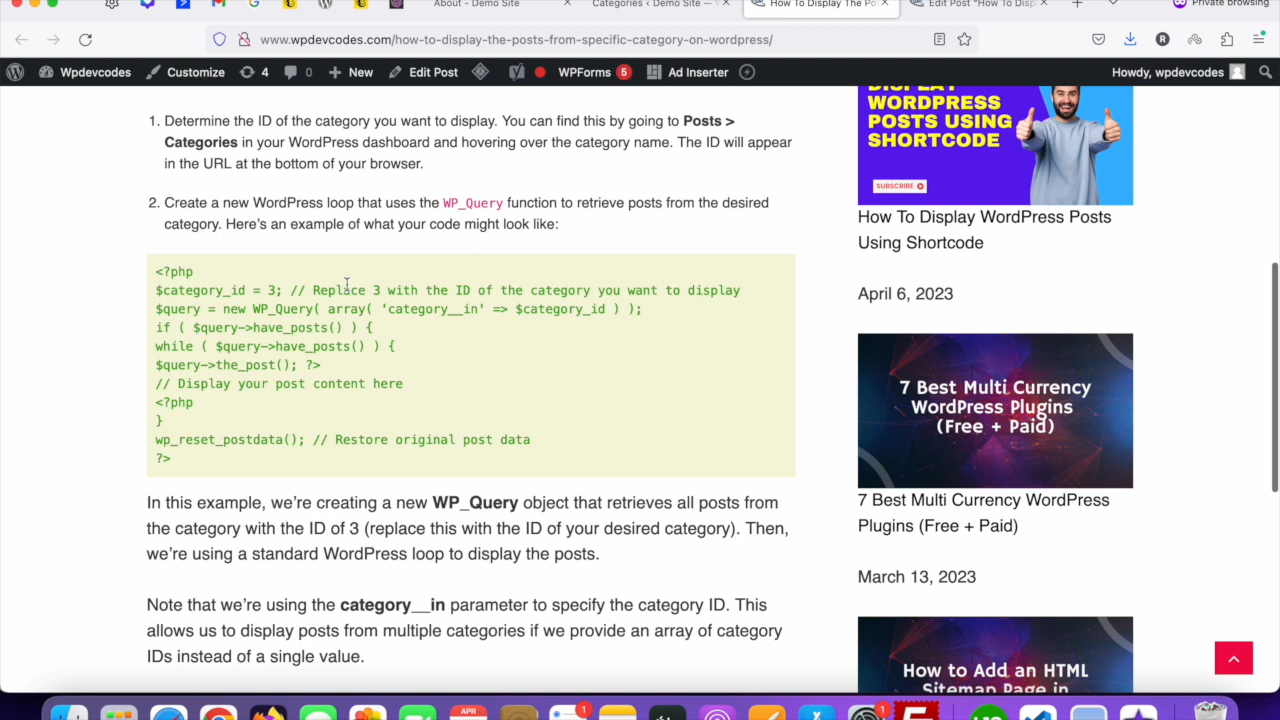 About - Demo Site
Categories ‹ Demo Site — W
How To Display The Po
Edit Post "How To Disp
Private browsing
www.wpdevcodes.com/how-to-display-the-posts-from-specific-category-on-wordpress/
Wpdevcodes
Customize
4
0
New
Edit Post
WPForms 5
Ad Inserter
Howdy, wpdevcodes
1. Determine the ID of the category you want to display. You can find this by going to Posts >
Categories in your WordPress dashboard and hovering over the category name. The ID will appear
in the URL at the bottom of your browser.
2. Create a new WordPress loop that uses the WP_Query function to retrieve posts from the desired
category. Here's an example of what your code might look like:
<?php
$category_id = 3; // Replace 3 with the ID of the category you want to display
$query = new WP_Query( array( 'category__in' => $category_id ) );
if ( $query->have_posts() ) {
while ( $query->have_posts() ) {
$query->the_post(); ?>
// Display your post content here
<?php
}
wp_reset_postdata(); // Restore original post data
?>
In this example, we're creating a new WP_Query object that retrieves all posts from
the category with the ID of 3 (replace this with the ID of your desired category). Then,
we're using a standard WordPress loop to display the posts.
Note that we're using the category__in parameter to specify the category ID. This
allows us to display posts from multiple categories if we provide an array of category
IDs instead of a single value.
DISPLAY
WORDPRESS
POSTS USING
SHORTCODE
SUBSCRIBE
How To Display WordPress Posts
Using Shortcode
April 6, 2023
7 Best Multi Currency
WordPress Plugins
(Free + Paid)
7 Best Multi Currency WordPress
Plugins (Free + Paid)
March 13, 2023
How to Add an HTML
Sitemap Page in
APR
1
1